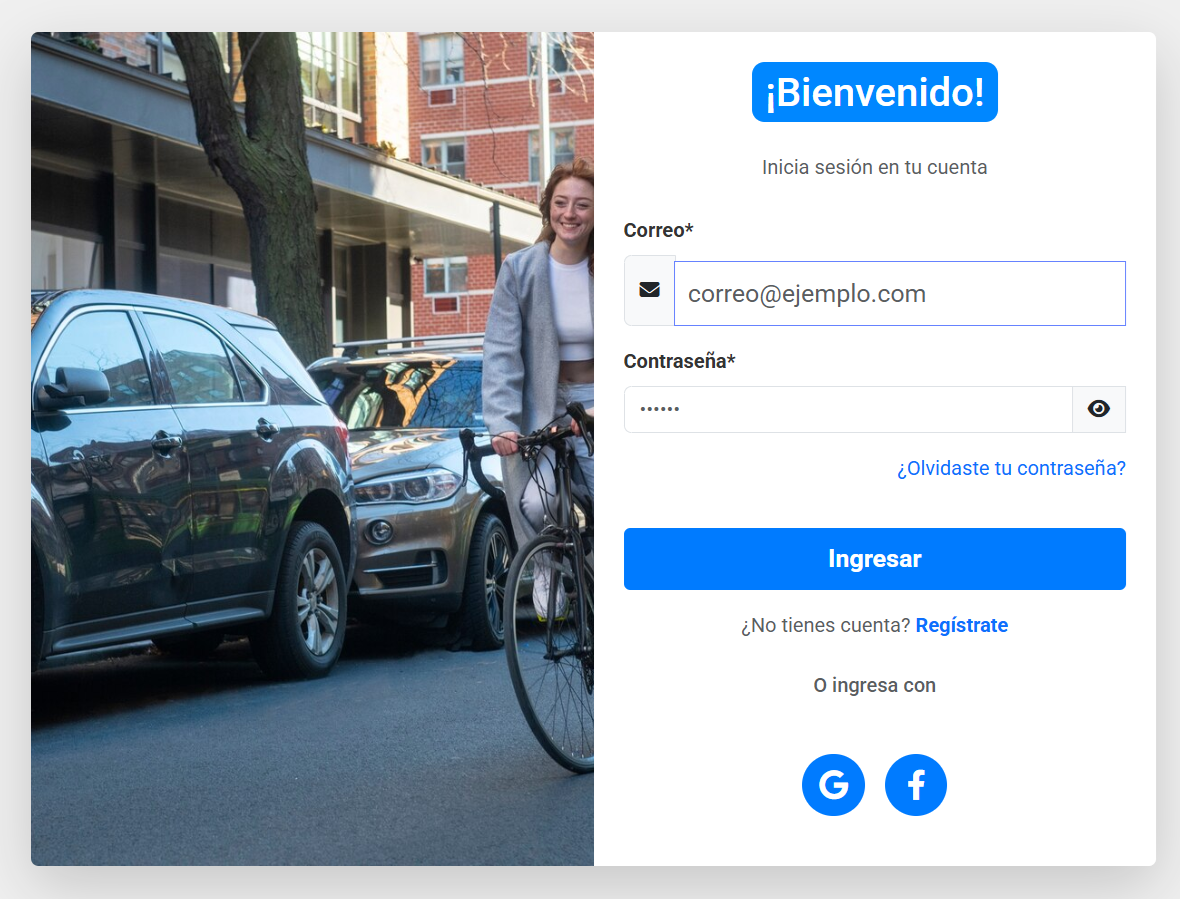 ¡Bienvenido!
Inicia sesión en tu cuenta
Correo*
correo@ejemplo.com
Contraseña*
••••••
¿Olvidaste tu contraseña?
Ingresar
¿No tienes cuenta? Regístrate
O ingresa con